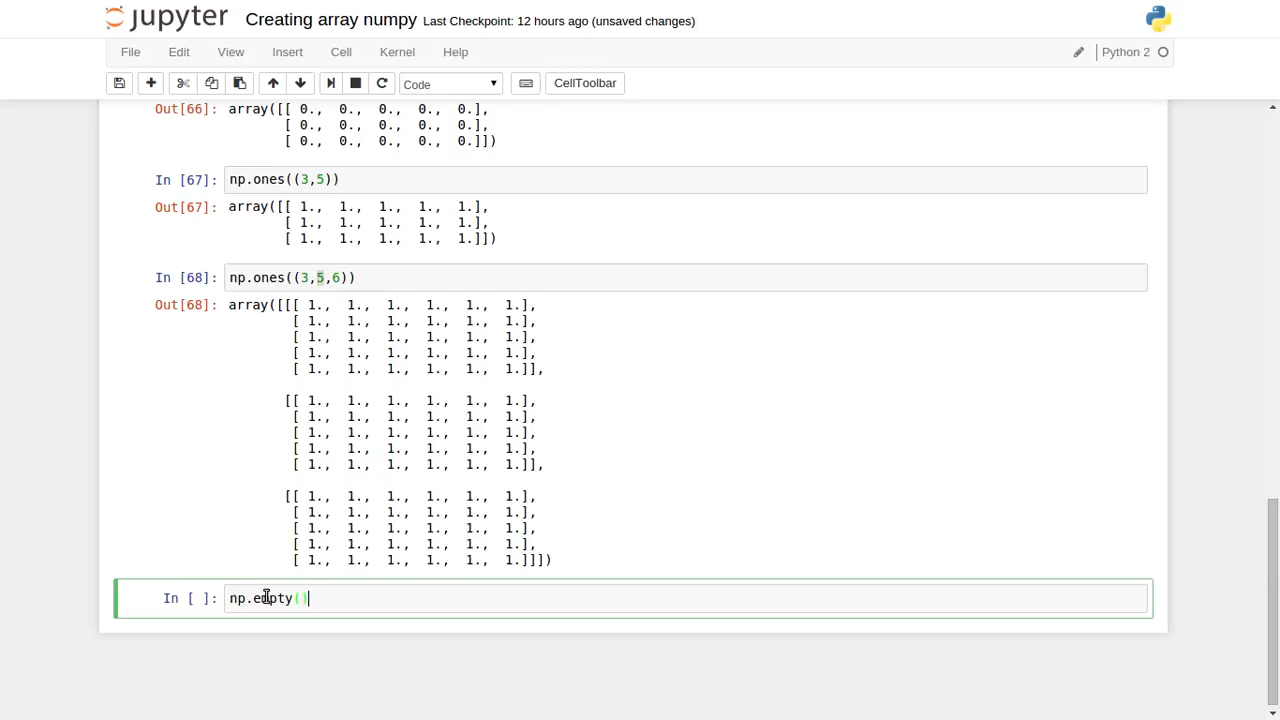 jupyter Creating array numpy Last Checkpoint: 12 hours ago (unsaved changes)
File Edit View Insert Cell Kernel Help Python 2
Code CellToolbar
Out[66]: array([[ 0., 0., 0., 0., 0.],
[ 0., 0., 0., 0., 0.],
[ 0., 0., 0., 0., 0.]])
In [67]: np.ones((3,5))
Out[67]: array([[ 1., 1., 1., 1., 1.],
[ 1., 1., 1., 1., 1.],
[ 1., 1., 1., 1., 1.]])
In [68]: np.ones((3,5,6))
Out[68]: array([[[ 1., 1., 1., 1., 1., 1.],
[ 1., 1., 1., 1., 1., 1.],
[ 1., 1., 1., 1., 1., 1.],
[ 1., 1., 1., 1., 1., 1.],
[ 1., 1., 1., 1., 1., 1.]],
[[ 1., 1., 1., 1., 1., 1.],
[ 1., 1., 1., 1., 1., 1.],
[ 1., 1., 1., 1., 1., 1.],
[ 1., 1., 1., 1., 1., 1.],
[ 1., 1., 1., 1., 1., 1.]],
[[ 1., 1., 1., 1., 1., 1.],
[ 1., 1., 1., 1., 1., 1.],
[ 1., 1., 1., 1., 1., 1.],
[ 1., 1., 1., 1., 1., 1.],
[ 1., 1., 1., 1., 1., 1.]]])
In [ ]: np.empty()